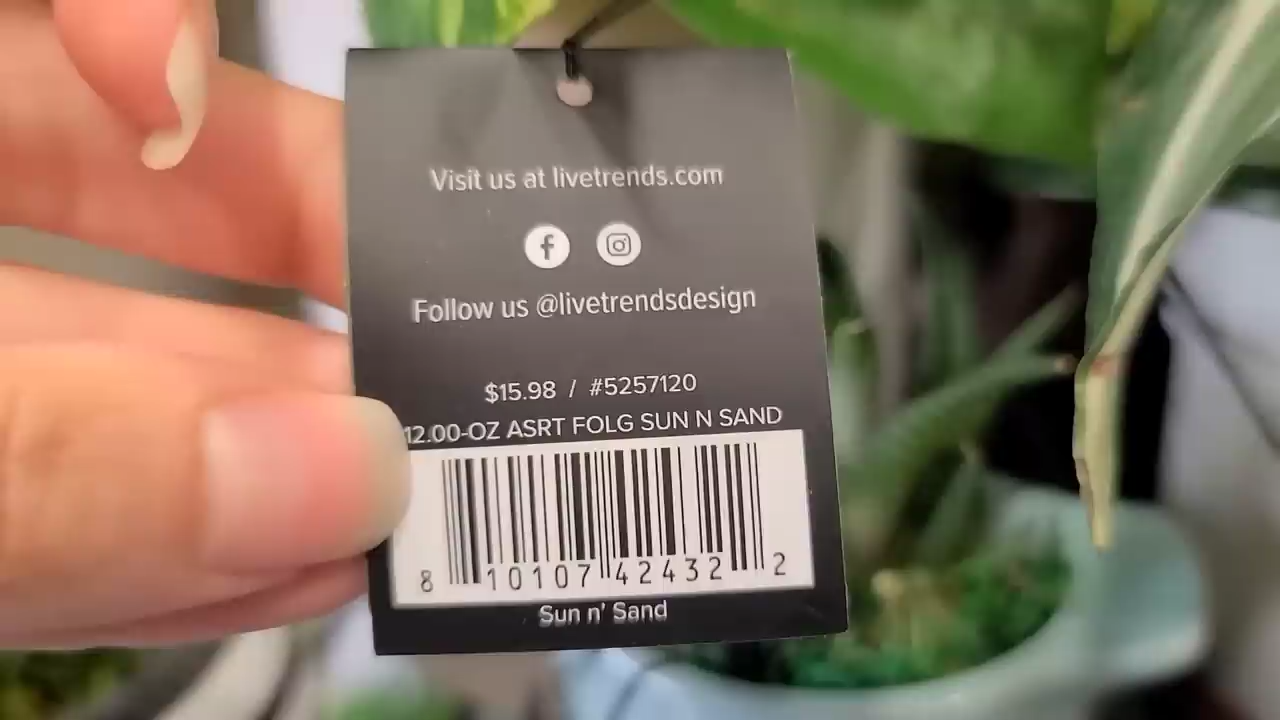 Visit us at livetrends.com
Follow us @livetrendsdesign
$15.98 / #5257120
12.00-OZ ASRT FOLG SUN N SAND
8 10107 42432 2
Sun n' Sand